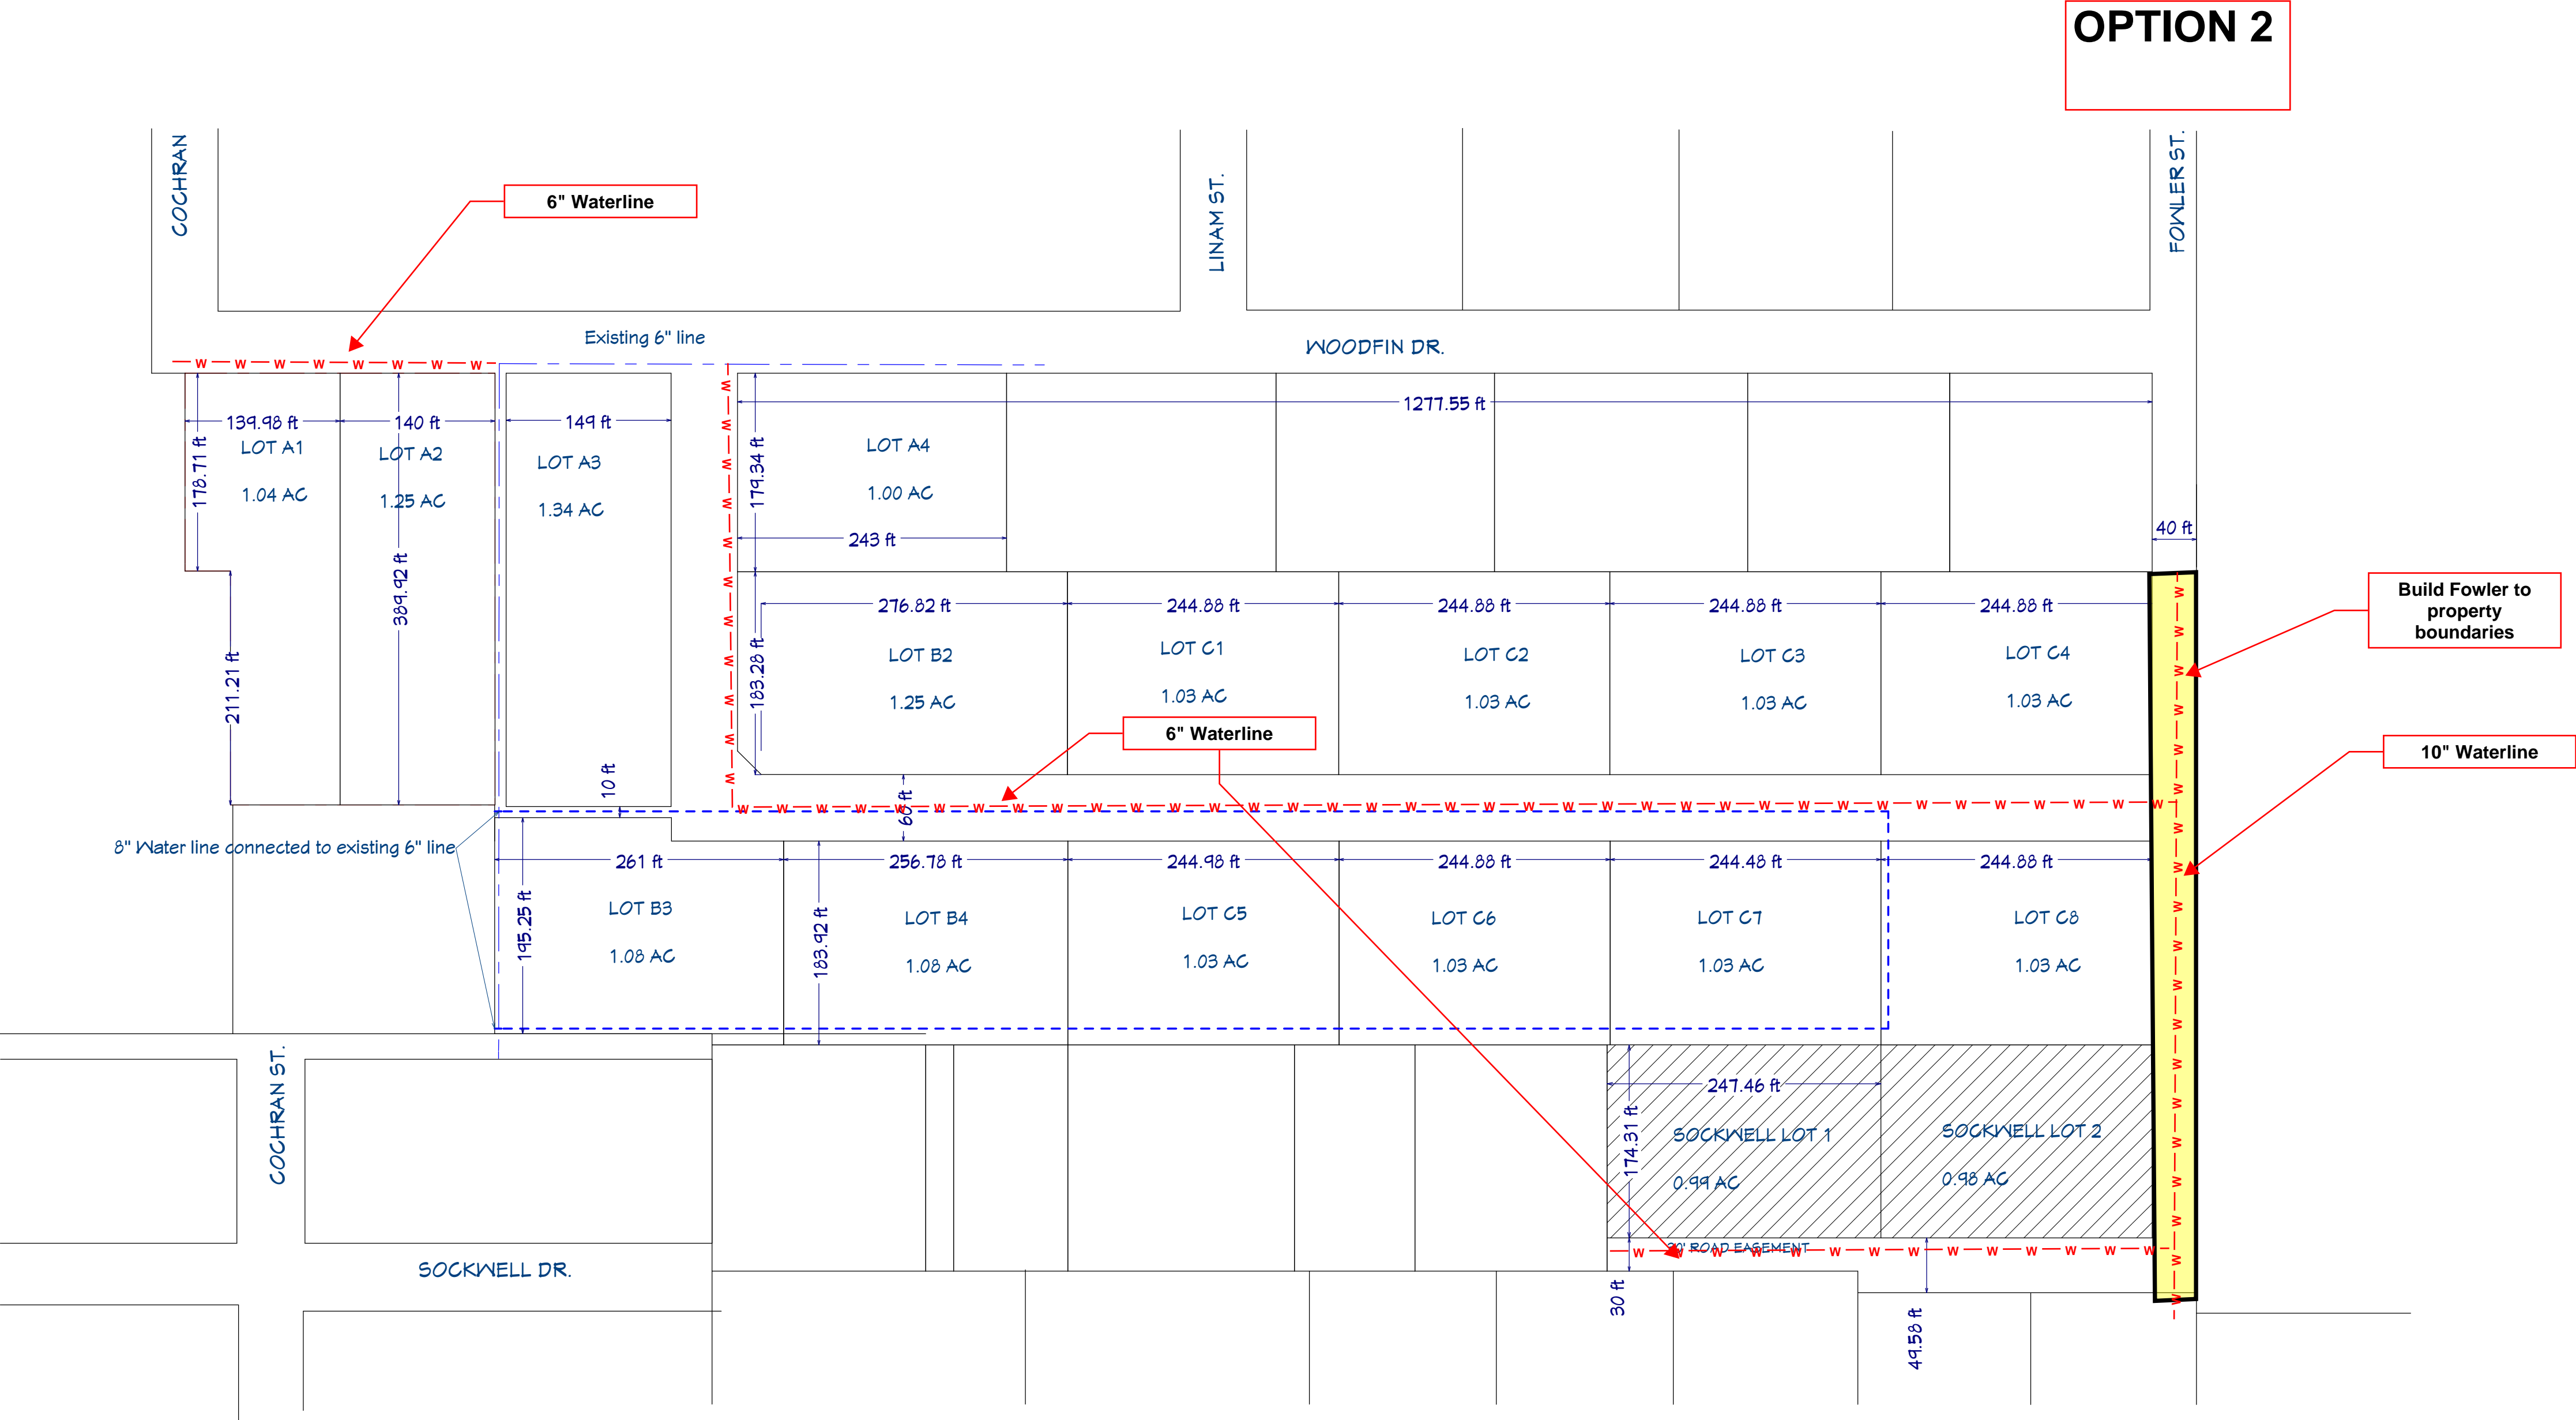 OPTION 2
COCHRAN
LINAM ST.
FOWLER ST.
6" Waterline
Existing 6" line
WOODFIN DR.
139.98 ft
140 ft
149 ft
1277.55 ft
178.71 ft
LOT A1
1.04 AC
LOT A2
1.25 AC
LOT A3
1.34 AC
179.34 ft
LOT A4
1.00 AC
243 ft
40 ft
389.92 ft
211.21 ft
276.82 ft
244.88 ft
244.88 ft
244.88 ft
244.88 ft
183.28 ft
LOT B2
1.25 AC
LOT C1
1.03 AC
LOT C2
1.03 AC
LOT C3
1.03 AC
LOT C4
1.03 AC
Build Fowler to
property
boundaries
6" Waterline
10" Waterline
10 ft
60 ft
8" Water line connected to existing 6" line
261 ft
256.78 ft
244.98 ft
244.88 ft
244.48 ft
244.88 ft
195.25 ft
LOT B3
1.08 AC
183.92 ft
LOT B4
1.08 AC
LOT C5
1.03 AC
LOT C6
1.03 AC
LOT C7
1.03 AC
LOT C8
1.03 AC
COCHRAN ST.
247.46 ft
174.31 ft
SOCKWELL LOT 1
0.99 AC
SOCKWELL LOT 2
0.98 AC
30' ROAD EASEMENT
SOCKWELL DR.
30 ft
49.58 ft